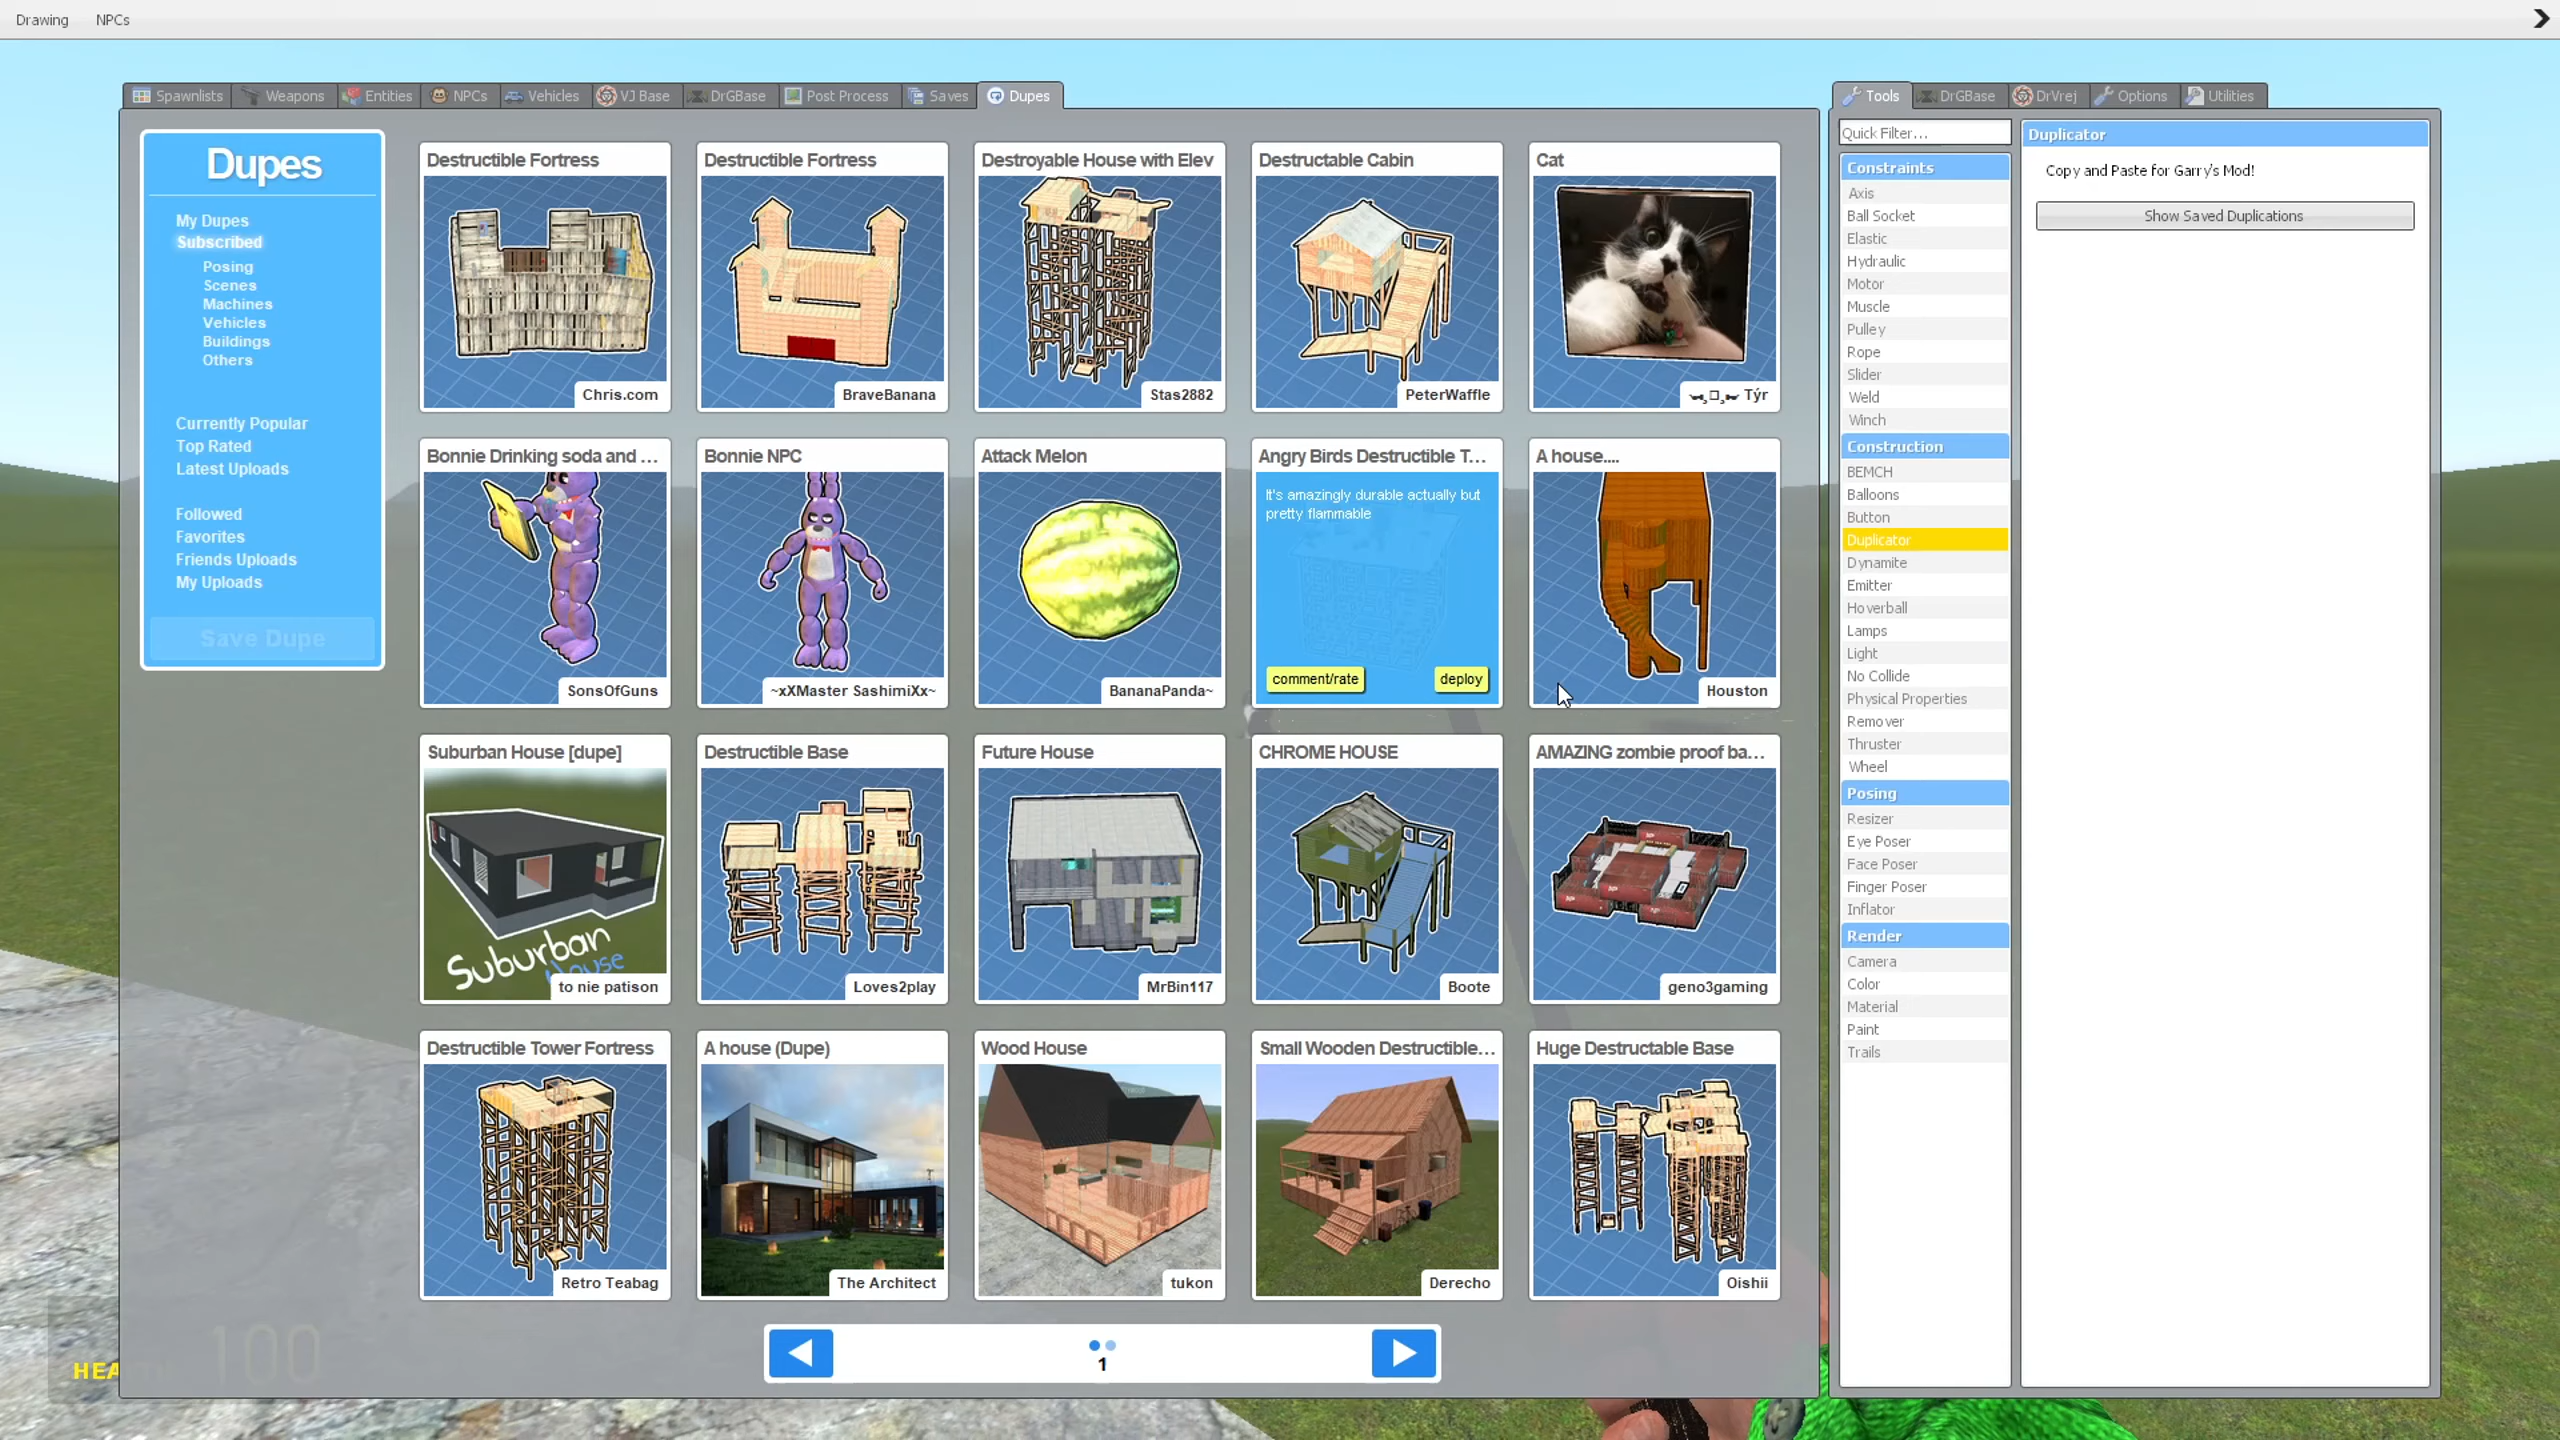 Drawing NPCs
Spawnlists Weapons Entities NPCs Vehicles VJ Base DrGBase Post Process Saves Dupes
Tools DrGBase DrVrej Options Utilities
Dupes
My Dupes
Subscribed
Posing
Scenes
Machines
Vehicles
Buildings
Others
Currently Popular
Top Rated
Latest Uploads
Followed
Favorites
Friends Uploads
My Uploads
Save Dupe
Destructible Fortress
Chris.com
Destructible Fortress
BraveBanana
Destroyable House with Elev
Stas2882
Destructable Cabin
PeterWaffle
Cat
Týr
Bonnie Drinking soda and ...
SonsOfGuns
Bonnie NPC
~xXMaster SashimiXx~
Attack Melon
BananaPanda~
Angry Birds Destructible T...
It's amazingly durable actually but
pretty flammable
comment/rate deploy
A house....
Houston
Suburban House [dupe]
Suburban
House
to nie patison
Destructible Base
Loves2play
Future House
MrBin117
CHROME HOUSE
Boote
AMAZING zombie proof ba...
geno3gaming
Destructible Tower Fortress
Retro Teabag
A house (Dupe)
The Architect
Wood House
tukon
Small Wooden Destructible...
Derecho
Huge Destructable Base
Oishii
1
HEA
100
Quick Filter...
Constraints
Axis
Ball Socket
Elastic
Hydraulic
Motor
Muscle
Pulley
Rope
Slider
Weld
Winch
Construction
BEMCH
Balloons
Button
Duplicator
Dynamite
Emitter
Hoverball
Lamps
Light
No Collide
Physical Properties
Remover
Thruster
Wheel
Posing
Resizer
Eye Poser
Face Poser
Finger Poser
Inflator
Render
Camera
Color
Material
Paint
Trails
Duplicator
Copy and Paste for Garry's Mod!
Show Saved Duplications